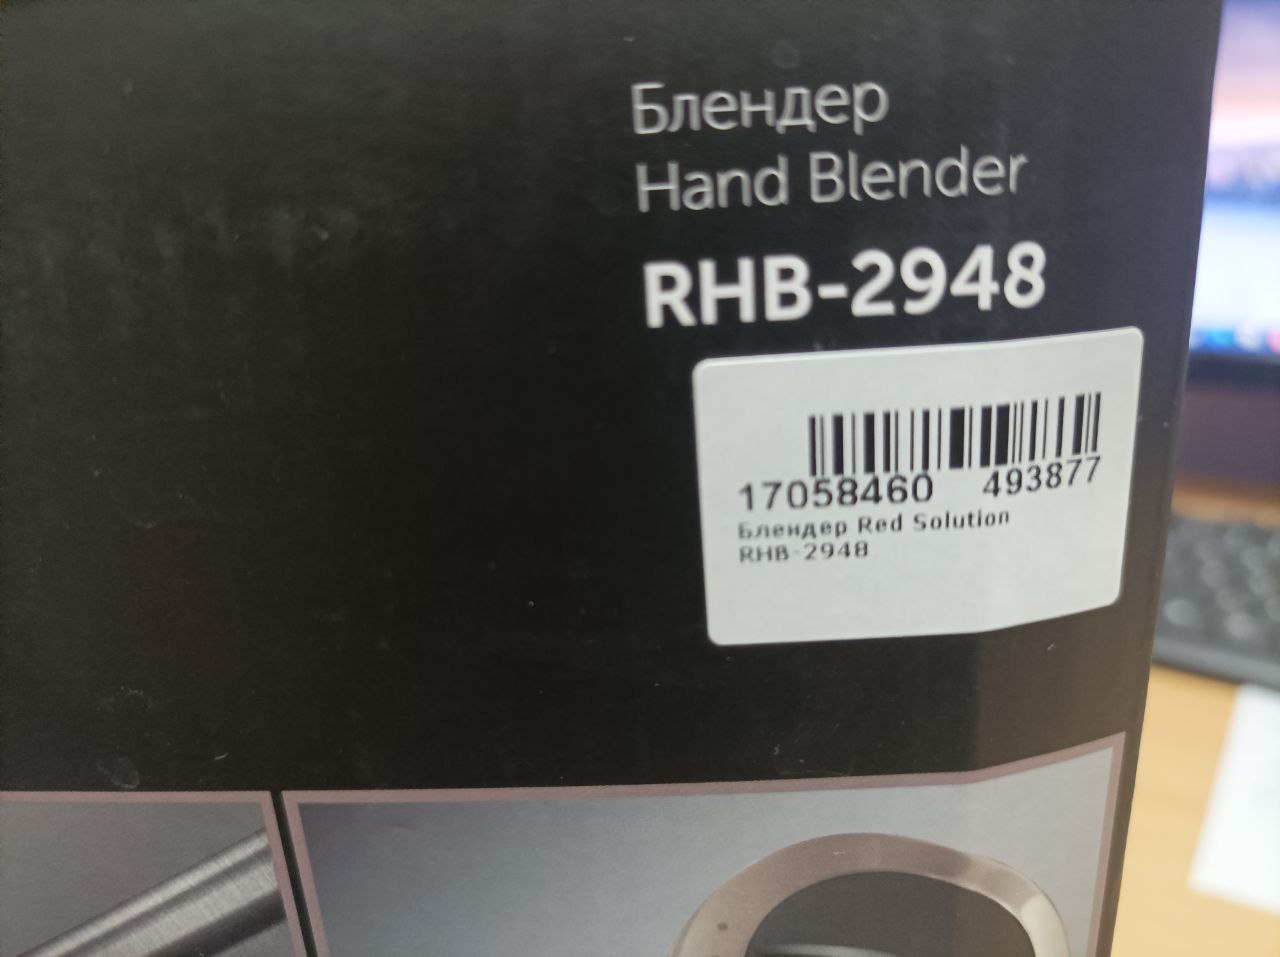 Блендер
Hand Blender
RHB-2948
17058460 493877
Блендер Red Solution
RHB-2948